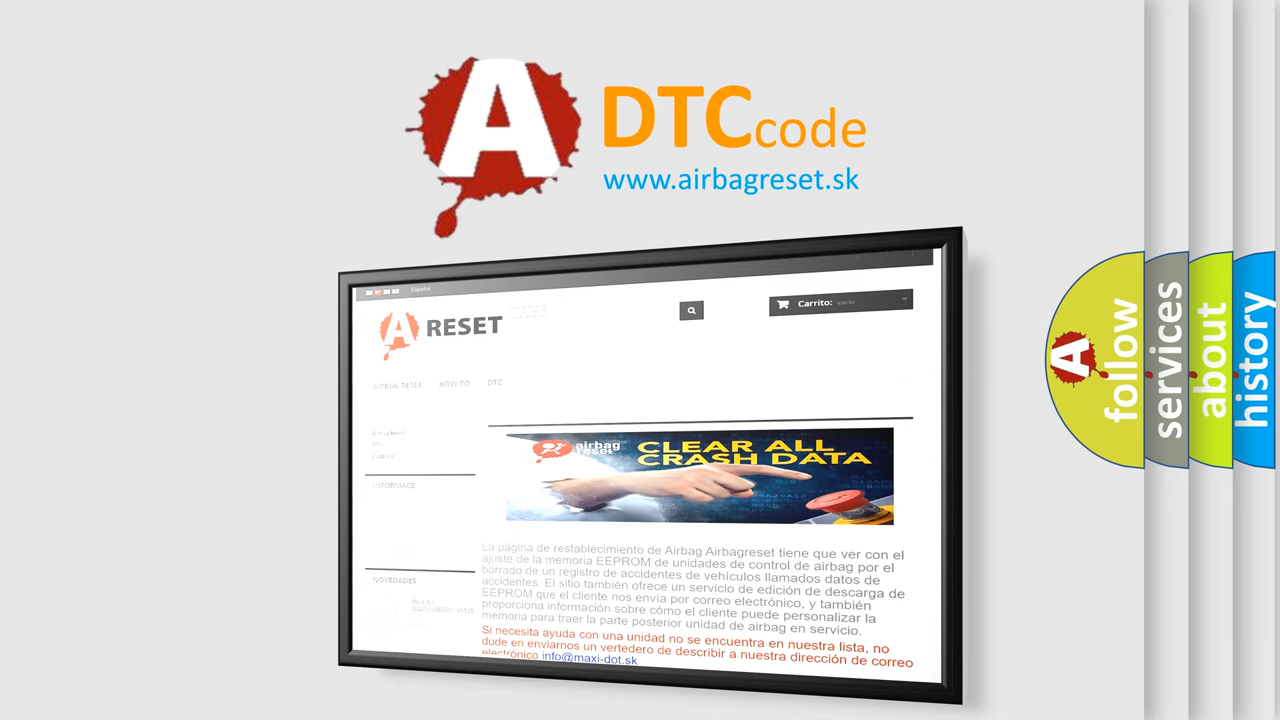 A DTCcode
www.airbagreset.sk
Español
A RESET
Carrito: vacío
AIRBAG RESET HOW TO DTC
INFORMACE
airbag
reset
CLEAR ALL
CRASH DATA
La página de restablecimiento de Airbag Airbagreset tiene que ver con el
ajuste de la memoria EEPROM de unidades de control de airbag por el
borrado de un registro de accidentes de vehículos llamados datos de
accidentes. El sitio también ofrece un servicio de edición de descarga de
EEPROM que el cliente nos envía por correo electrónico, y también
proporciona información sobre cómo el cliente puede personalizar la
memoria para traer la parte posterior unidad de airbag en servicio.
Si necesita ayuda con una unidad no se encuentra en nuestra lista, no
dude en enviarnos un vertedero de describir a nuestra dirección de correo
electrónico info@maxi-dot.sk
NOVEDADES
A follow
services
about
history